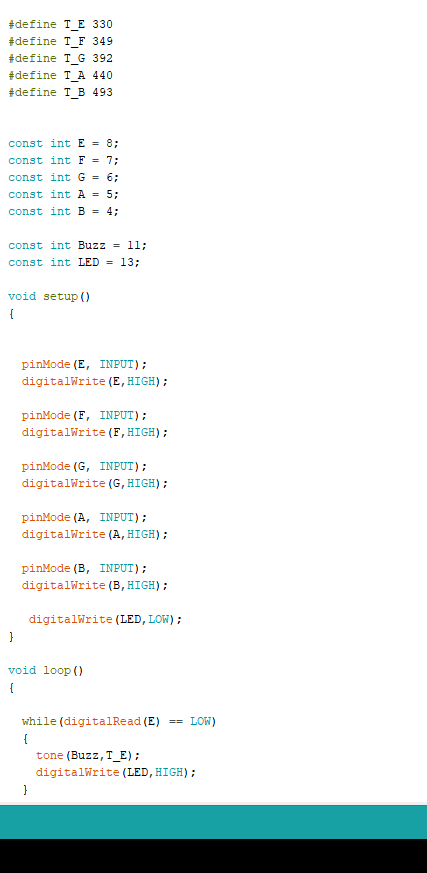 #define T_E 330
#define T_F 349
#define T_G 392
#define T_A 440
#define T_B 493
const int E = 8;
const int F = 7;
const int G = 6;
const int A = 5;
const int B = 4;
const int Buzz = 11;
const int LED = 13;
void setup()
{
pinMode(E, INPUT);
digitalWrite(E,HIGH);
pinMode(F, INPUT);
digitalWrite(F,HIGH);
pinMode(G, INPUT);
digitalWrite(G,HIGH);
pinMode(A, INPUT);
digitalWrite(A,HIGH);
pinMode(B, INPUT);
digitalWrite(B,HIGH);
digitalWrite(LED,LOW);
}
void loop()
{
while(digitalRead(E) == LOW)
{
tone(Buzz,T_E);
digitalWrite(LED,HIGH);
}